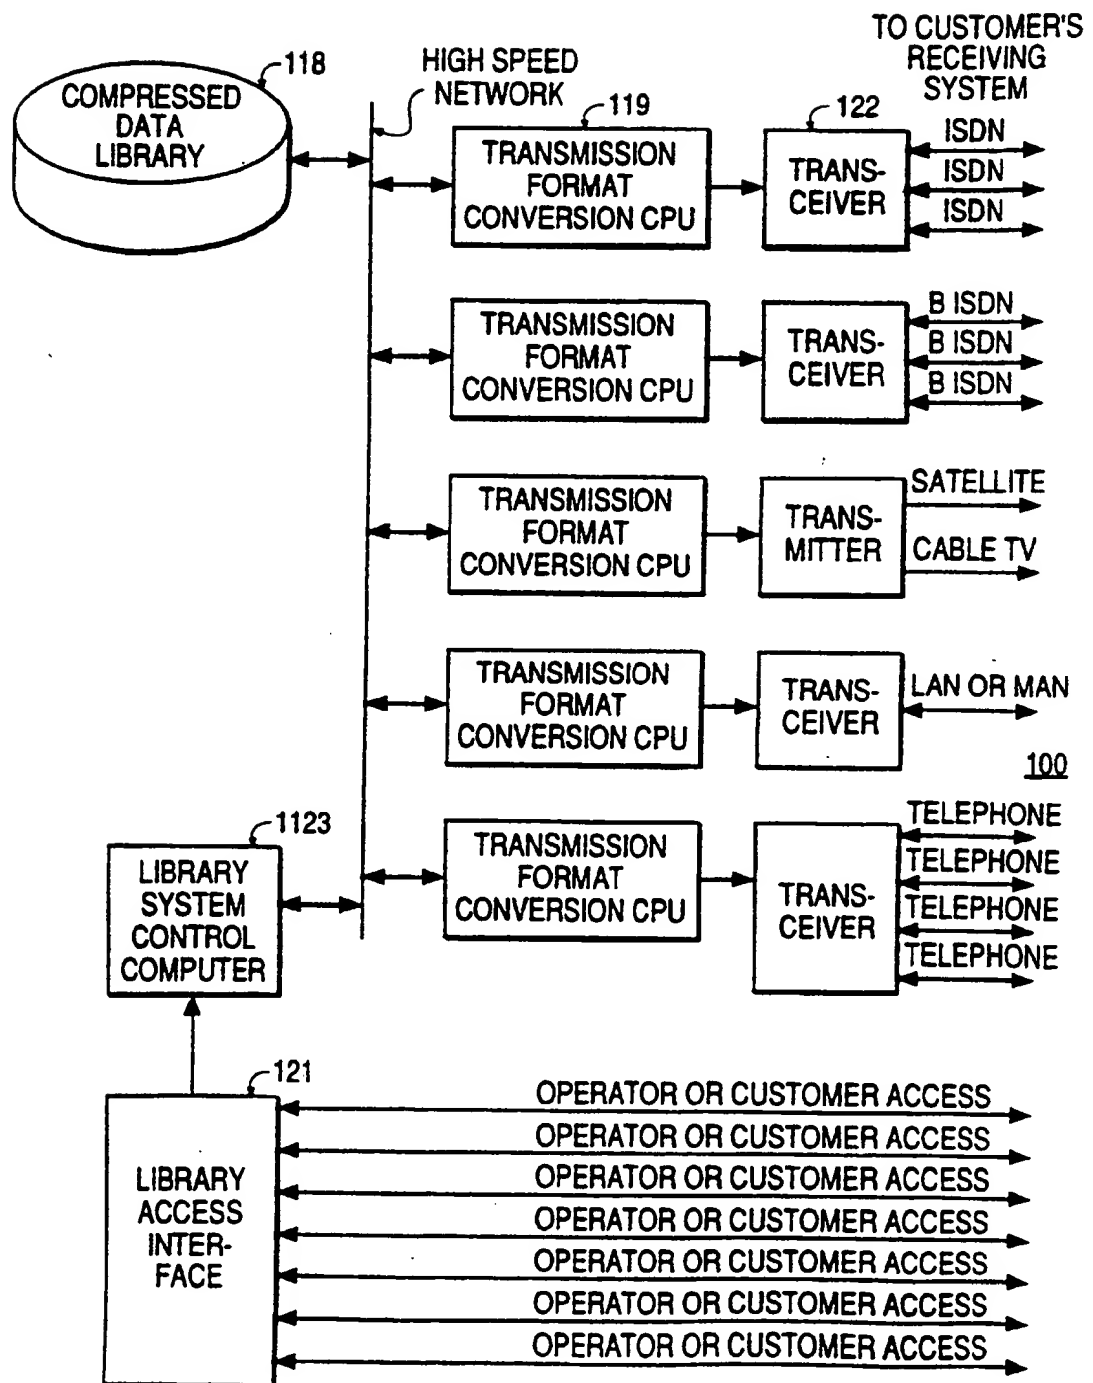 TO CUSTOMER'S
RECEIVING
SYSTEM
118
HIGH SPEED
NETWORK
COMPRESSED
DATA
LIBRARY
119
122
TRANSMISSION
FORMAT
CONVERSION CPU
TRANS-
CEIVER
ISDN
ISDN
ISDN
TRANSMISSION
FORMAT
CONVERSION CPU
TRANS-
CEIVER
B ISDN
B ISDN
B ISDN
TRANSMISSION
FORMAT
CONVERSION CPU
TRANS-
MITTER
SATELLITE
CABLE TV
TRANSMISSION
FORMAT
CONVERSION CPU
TRANS-
CEIVER
LAN OR MAN
100
1123
LIBRARY
SYSTEM
CONTROL
COMPUTER
TRANSMISSION
FORMAT
CONVERSION CPU
TRANS-
CEIVER
TELEPHONE
TELEPHONE
TELEPHONE
TELEPHONE
121
LIBRARY
ACCESS
INTER-
FACE
OPERATOR OR CUSTOMER ACCESS
OPERATOR OR CUSTOMER ACCESS
OPERATOR OR CUSTOMER ACCESS
OPERATOR OR CUSTOMER ACCESS
OPERATOR OR CUSTOMER ACCESS
OPERATOR OR CUSTOMER ACCESS
OPERATOR OR CUSTOMER ACCESS